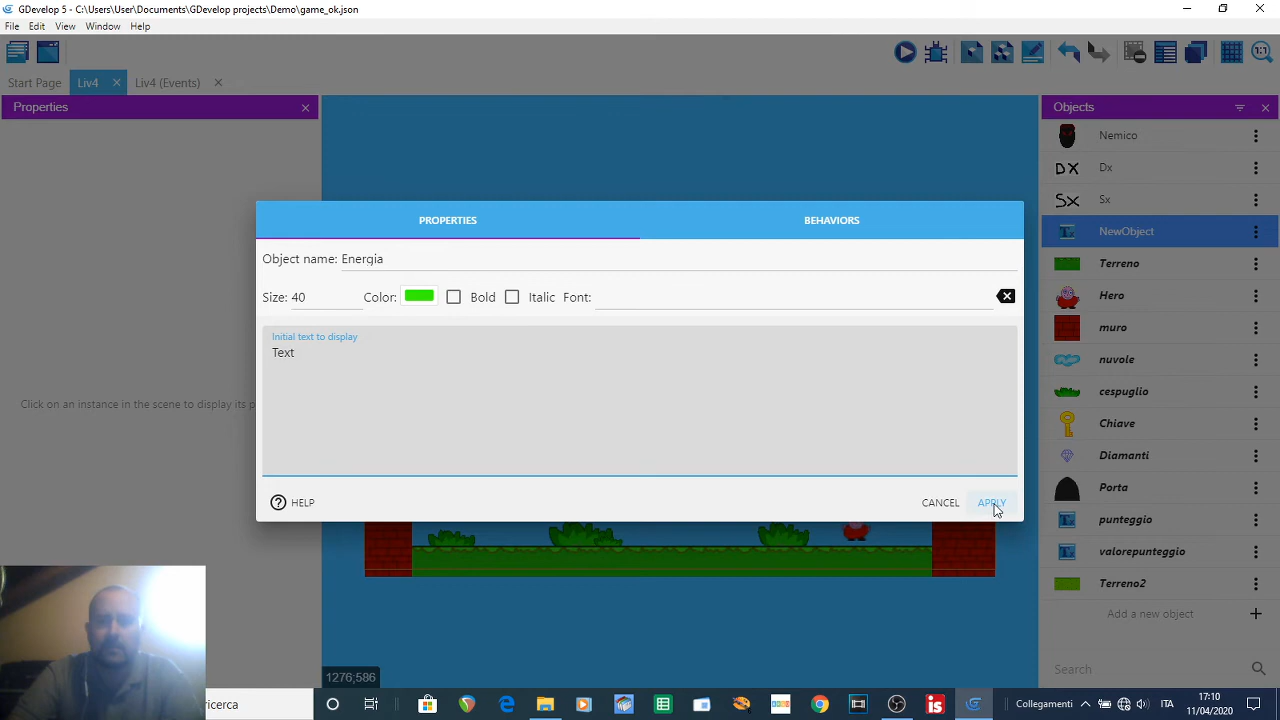 GDevelop 5 - C:\Users\User\Documents\GDevelop projects\Demo\game_ok.json
File Edit View Window Help
Start Page
Liv4
Liv4 (Events)
Properties
Objects
Nemico
DX Dx
SX Sx
NewObject
Terreno
Hero
muro
nuvole
cespuglio
Chiave
Diamanti
Porta
punteggio
valorepunteggio
Terreno2
Add a new object
Search
PROPERTIES
BEHAVIORS
Object name: Energia
Size: 40 Color: Bold Italic Font:
Initial text to display
Text
HELP
CANCEL
APPLY
Click on an instance in the scene to display its p
1276;586
ricerca
Collegamenti
ITA
17:10
11/04/2020